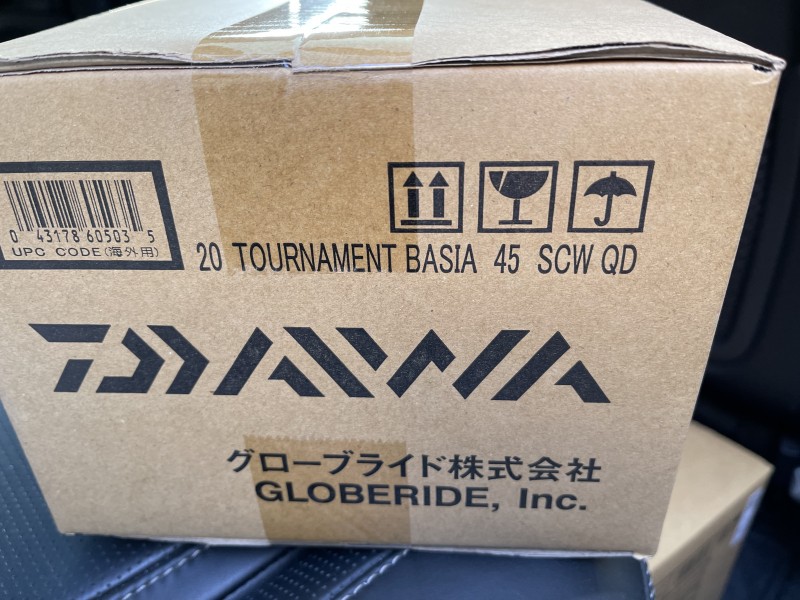 0 43178 60503 5
UPC CODE(海外用)
20 TOURNAMENT BASIA 45 SCW QD
DAIWA
グローブライド株式会社
GLOBERIDE, Inc.